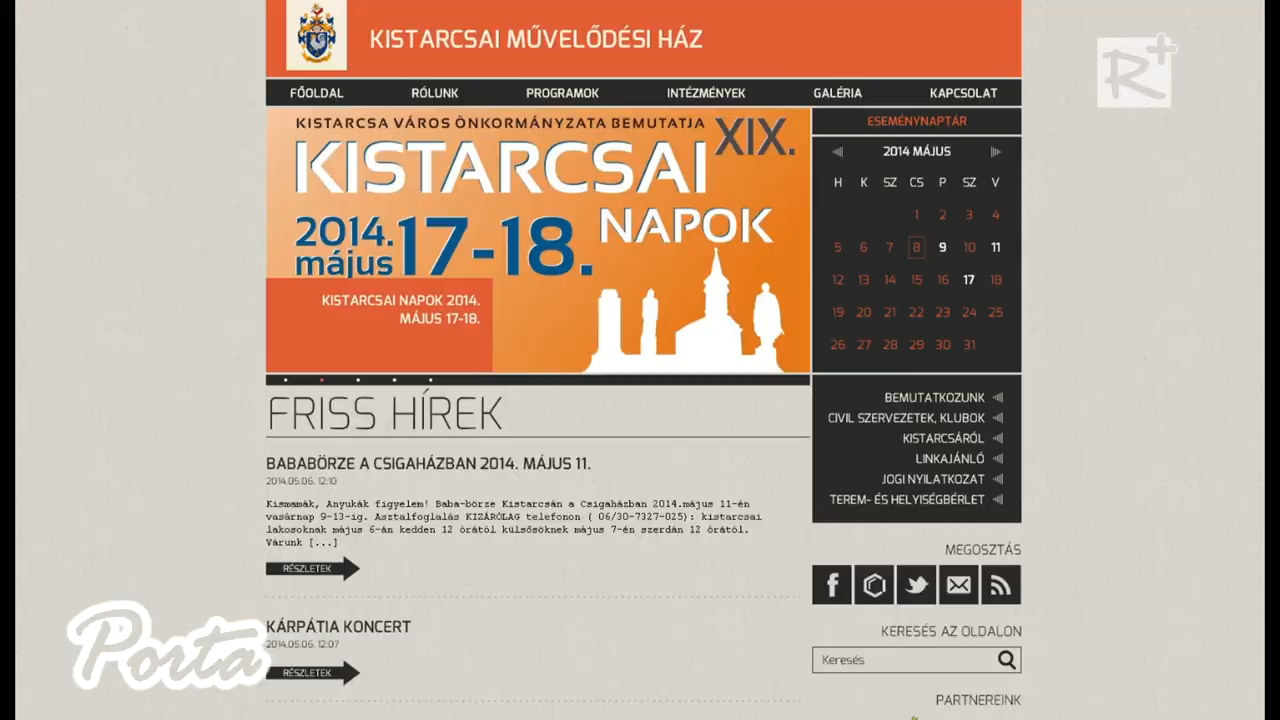 KISTARCSAI MŰVELŐDÉSI HÁZ
R+
FŐOLDAL RÓLUNK PROGRAMOK INTÉZMÉNYEK GALÉRIA KAPCSOLAT
KISTARCSA VÁROS ÖNKORMÁNYZATA BEMUTATJA
XIX.
KISTARCSAI
NAPOK
2014.
május
17-18.
KISTARCSAI NAPOK 2014.
MÁJUS 17-18.
ESEMÉNYNAPTÁR
2014 MÁJUS
H K SZ CS P SZ V
1 2 3 4
5 6 7 8 9 10 11
12 13 14 15 16 17 18
19 20 21 22 23 24 25
26 27 28 29 30 31
FRISS HÍREK
BABABÖRZE A CSIGAHÁZBAN 2014. MÁJUS 11.
2014.05.06. 12:10
Kismamák, Anyukák figyelem! Baba-börze Kistarcsán a Csigaházban 2014.május 11-én
vasárnap 9-13-ig. Asztalfoglalás KIZÁRÓLAG telefonon ( 06/30-7327-025): kistarcsai
lakosoknak május 6-án kedden 12 órától külsősöknek május 7-én szerdán 12 órától.
Várunk [...]
RÉSZLETEK
KÁRPÁTIA KONCERT
2014.05.06. 12:07
RÉSZLETEK
BEMUTATKOZUNK
CIVIL SZERVEZETEK, KLUBOK
KISTARCSÁRÓL
LINKAJÁNLÓ
JOGI NYILATKOZAT
TEREM- ÉS HELYISÉGBÉRLET
MEGOSZTÁS
KERESÉS AZ OLDALON
Keresés
PARTNEREINK
Porta